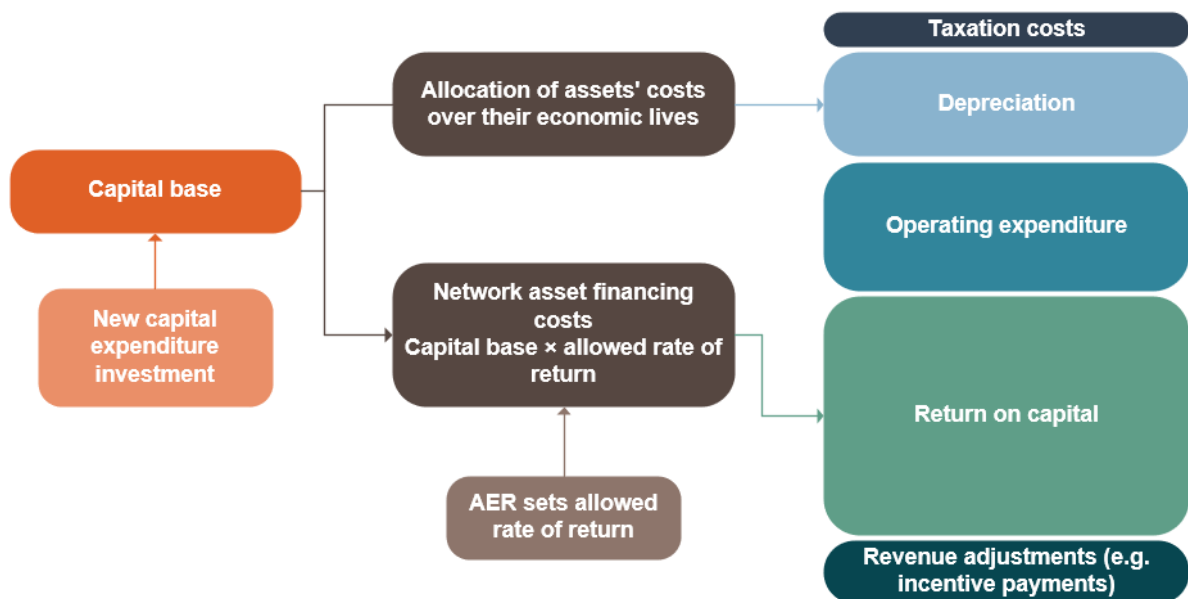 Capital base
New capital
expenditure
investment
Allocation of assets' costs
over their economic lives
Network asset financing
costs
Capital base × allowed rate of
return
AER sets allowed
rate of return
Taxation costs
Depreciation
Operating expenditure
Return on capital
Revenue adjustments (e.g.
incentive payments)